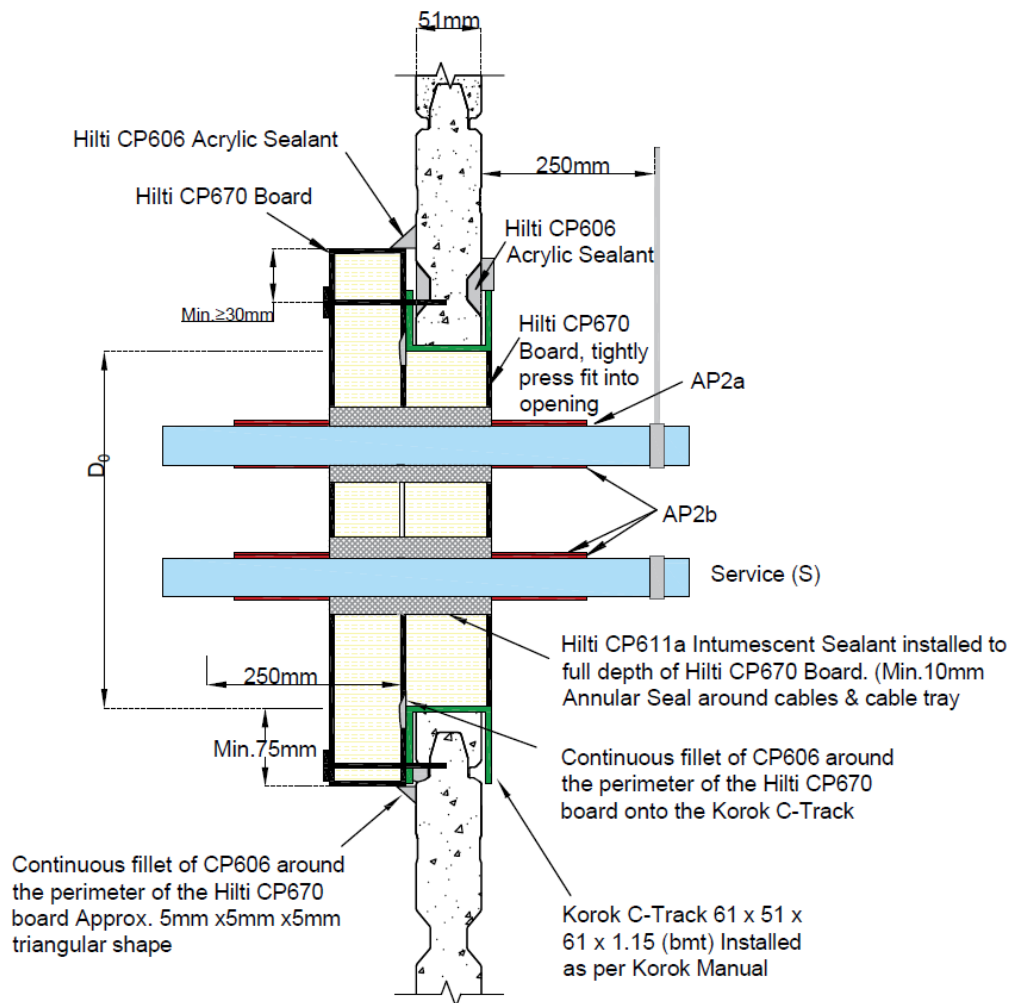 51mm
Hilti CP606 Acrylic Sealant
250mm
Hilti CP670 Board
Hilti CP606
Acrylic Sealant
Min.≥30mm
Hilti CP670
Board, tightly
press fit into
opening
AP2a
D₀
AP2b
Service (S)
Hilti CP611a Intumescent Sealant installed to
full depth of Hilti CP670 Board. (Min.10mm
Annular Seal around cables & cable tray
250mm
Min.75mm
Continuous fillet of CP606 around
the perimeter of the Hilti CP670
board onto the Korok C-Track
Continuous fillet of CP606 around
the perimeter of the Hilti CP670
board Approx. 5mm x5mm x5mm
triangular shape
Korok C-Track 61 x 51 x
61 x 1.15 (bmt) Installed
as per Korok Manual